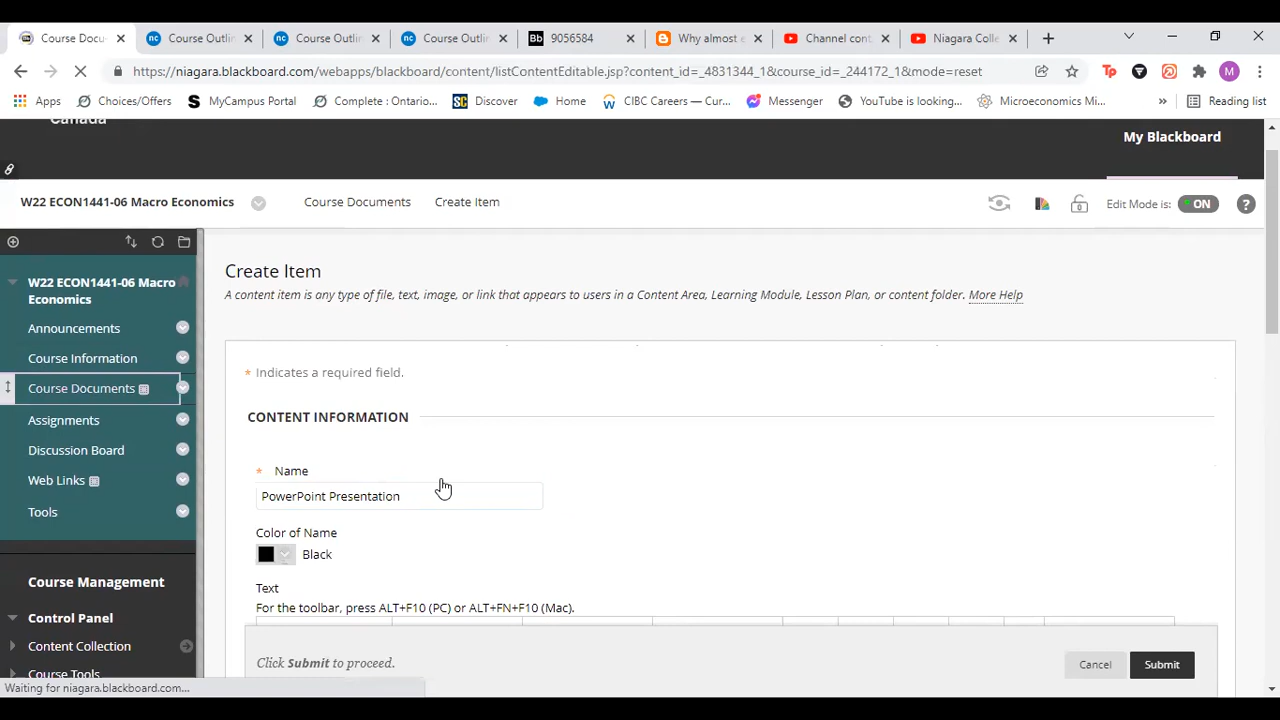 Course Docu
Course Outlin
Course Outlin
Course Outlin
Bb 9056584
Why almost e
Channel cont
Niagara Colle
https://niagara.blackboard.com/webapps/blackboard/content/listContentEditable.jsp?content_id=_4831344_1&course_id=_244172_1&mode=reset
Tp
M
Apps
Choices/Offers
MyCampus Portal
Complete : Ontario...
SC Discover
Home
CIBC Careers — Cur...
Messenger
YouTube is looking...
Microeconomics Mi...
»
Reading list
Canada
My Blackboard
W22 ECON1441-06 Macro Economics
Course Documents
Create Item
Edit Mode is: ON
?
W22 ECON1441-06 Macro
Economics
Announcements
Course Information
Course Documents
Assignments
Discussion Board
Web Links
Tools
Course Management
Control Panel
Content Collection
Course Tools
Create Item
A content item is any type of file, text, image, or link that appears to users in a Content Area, Learning Module, Lesson Plan, or content folder. More Help
* Indicates a required field.
CONTENT INFORMATION
* Name
PowerPoint Presentation
Color of Name
Black
Text
For the toolbar, press ALT+F10 (PC) or ALT+FN+F10 (Mac).
Click Submit to proceed.
Cancel
Submit
Waiting for niagara.blackboard.com...